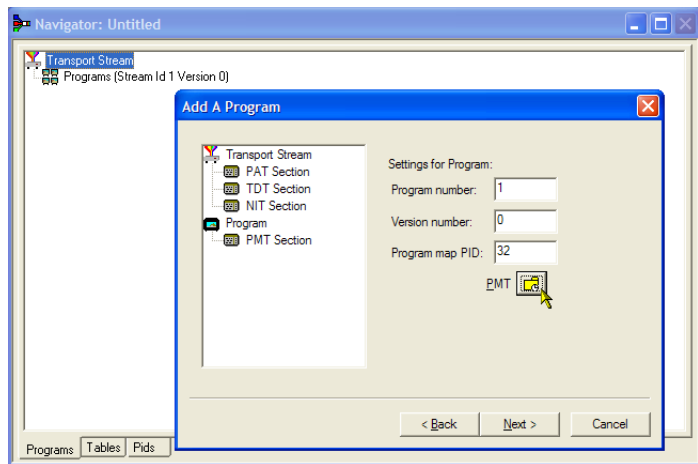 Navigator: Untitled
Transport Stream
Programs (Stream Id 1 Version 0)
Add A Program
Transport Stream
PAT Section
TDT Section
NIT Section
Program
PMT Section
Settings for Program:
Program number: 1
Version number: 0
Program map PID: 32
PMT
< Back Next > Cancel
Programs Tables Pids